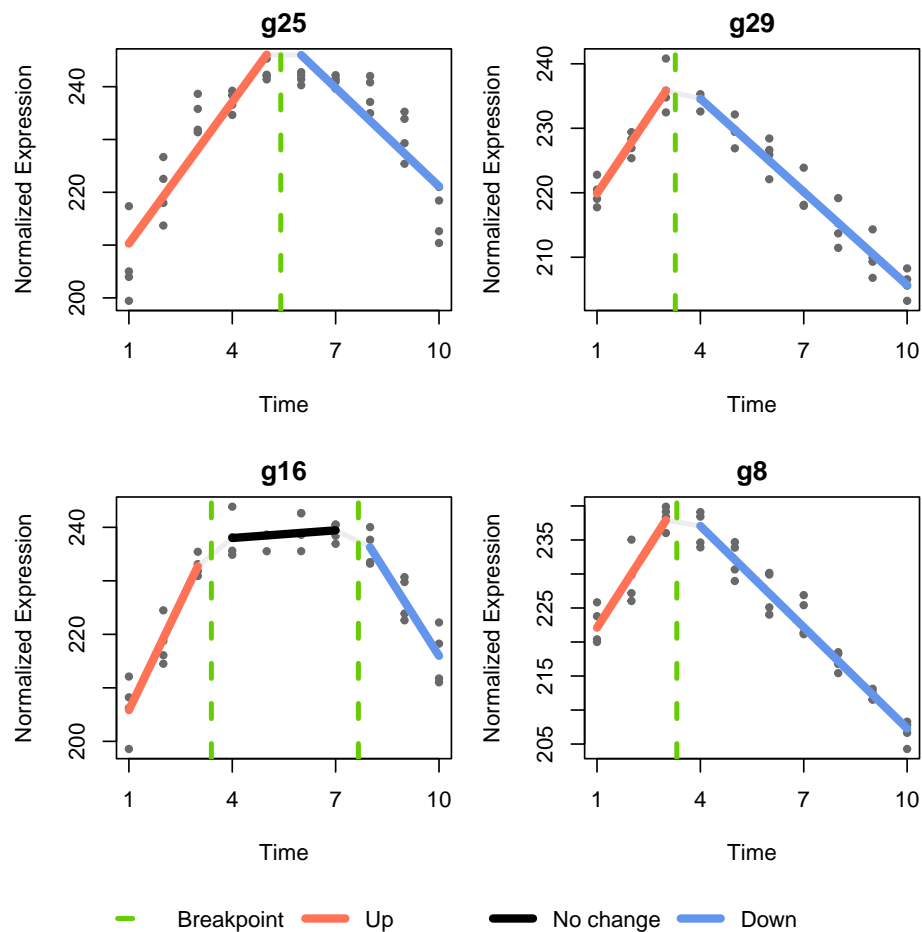 g25
Normalized Expression
200
220
240
1 4 7 10
Time
g29
Normalized Expression
210
220
230
240
1 4 7 10
Time
g16
Normalized Expression
200
220
240
1 4 7 10
Time
g8
Normalized Expression
205
215
225
235
1 4 7 10
Time
Breakpoint Up No change Down